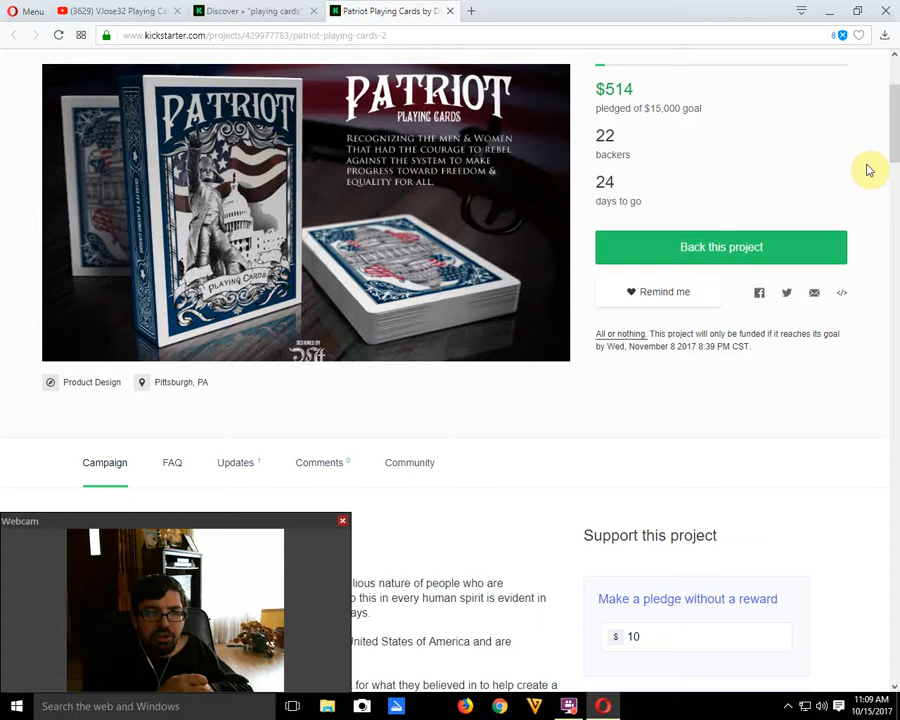 Menu
(3629) VJose32 Playing Ca
Discover » "playing cards"
Patriot Playing Cards by D
www.kickstarter.com/projects/429977783/patriot-playing-cards-2
8
PATRIOT
PLAYING CARDS
QUALITY PLAYING CARDS
PATRIOT
PLAYING CARDS
RECOGNIZING THE MEN & WOMEN
THAT HAD THE COURAGE TO REBEL
AGAINST THE SYSTEM TO MAKE
PROGRESS TOWARD FREEDOM &
EQUALITY FOR ALL.
DESIGNED BY
$514
pledged of $15,000 goal
22
backers
24
days to go
Back this project
Remind me
All or nothing. This project will only be funded if it reaches its goal
by Wed, November 8 2017 8:39 PM CST.
Product Design
Pittsburgh, PA
Campaign
FAQ
Updates 1
Comments 0
Community
Webcam
lious nature of people who are
o this in every human spirit is evident in
ays.
United States of America and are
t for what they believed in to help create a
Support this project
Make a pledge without a reward
$ 10
Search the web and Windows
11:09 AM
10/15/2017